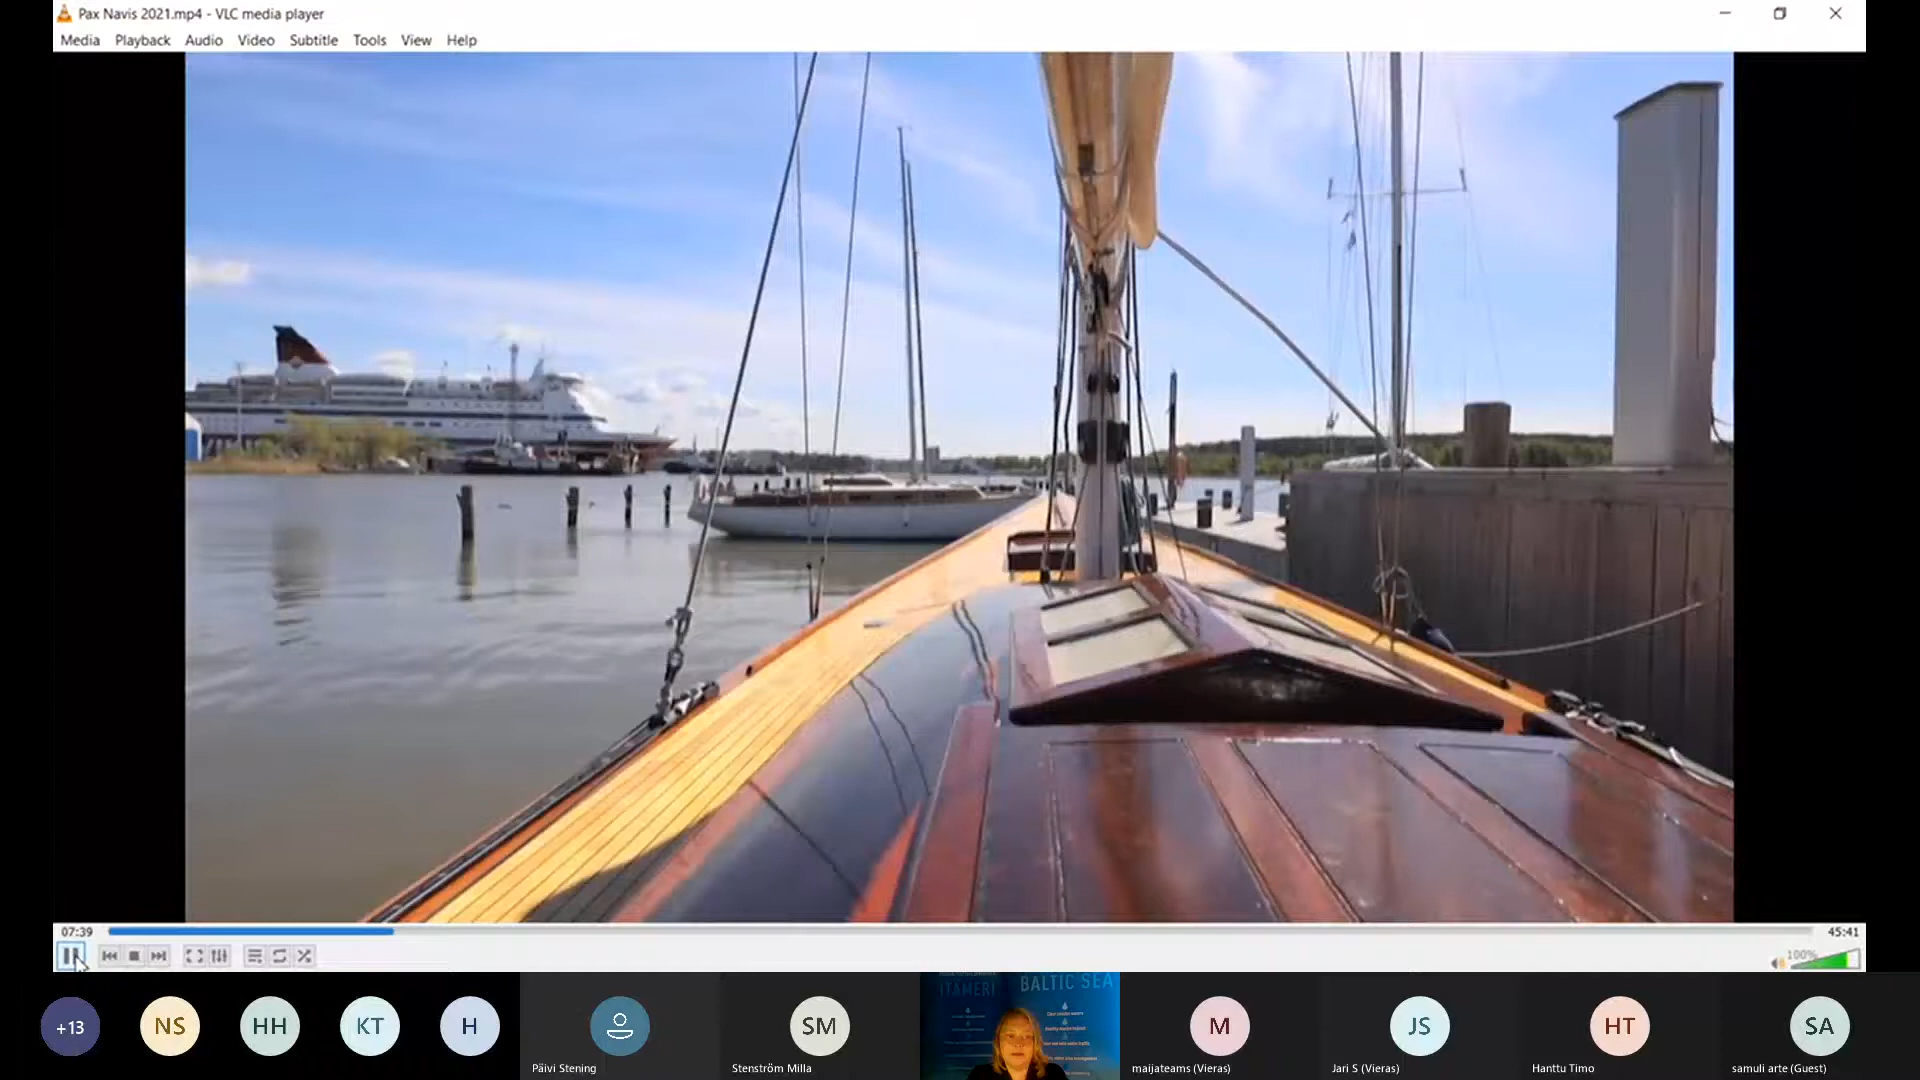 Pax Navis 2021.mp4 - VLC media player
Media Playback Audio Video Subtitle Tools View Help
07:39
45:41
100%
+13
NS
HH
KT
H
SM
ITÄMERI
BALTIC SEA
M
JS
HT
SA
Päivi Stening
Stenström Milla
maijateams (Vieras)
Jari S (Vieras)
Hanttu Timo
samuli arte (Guest)